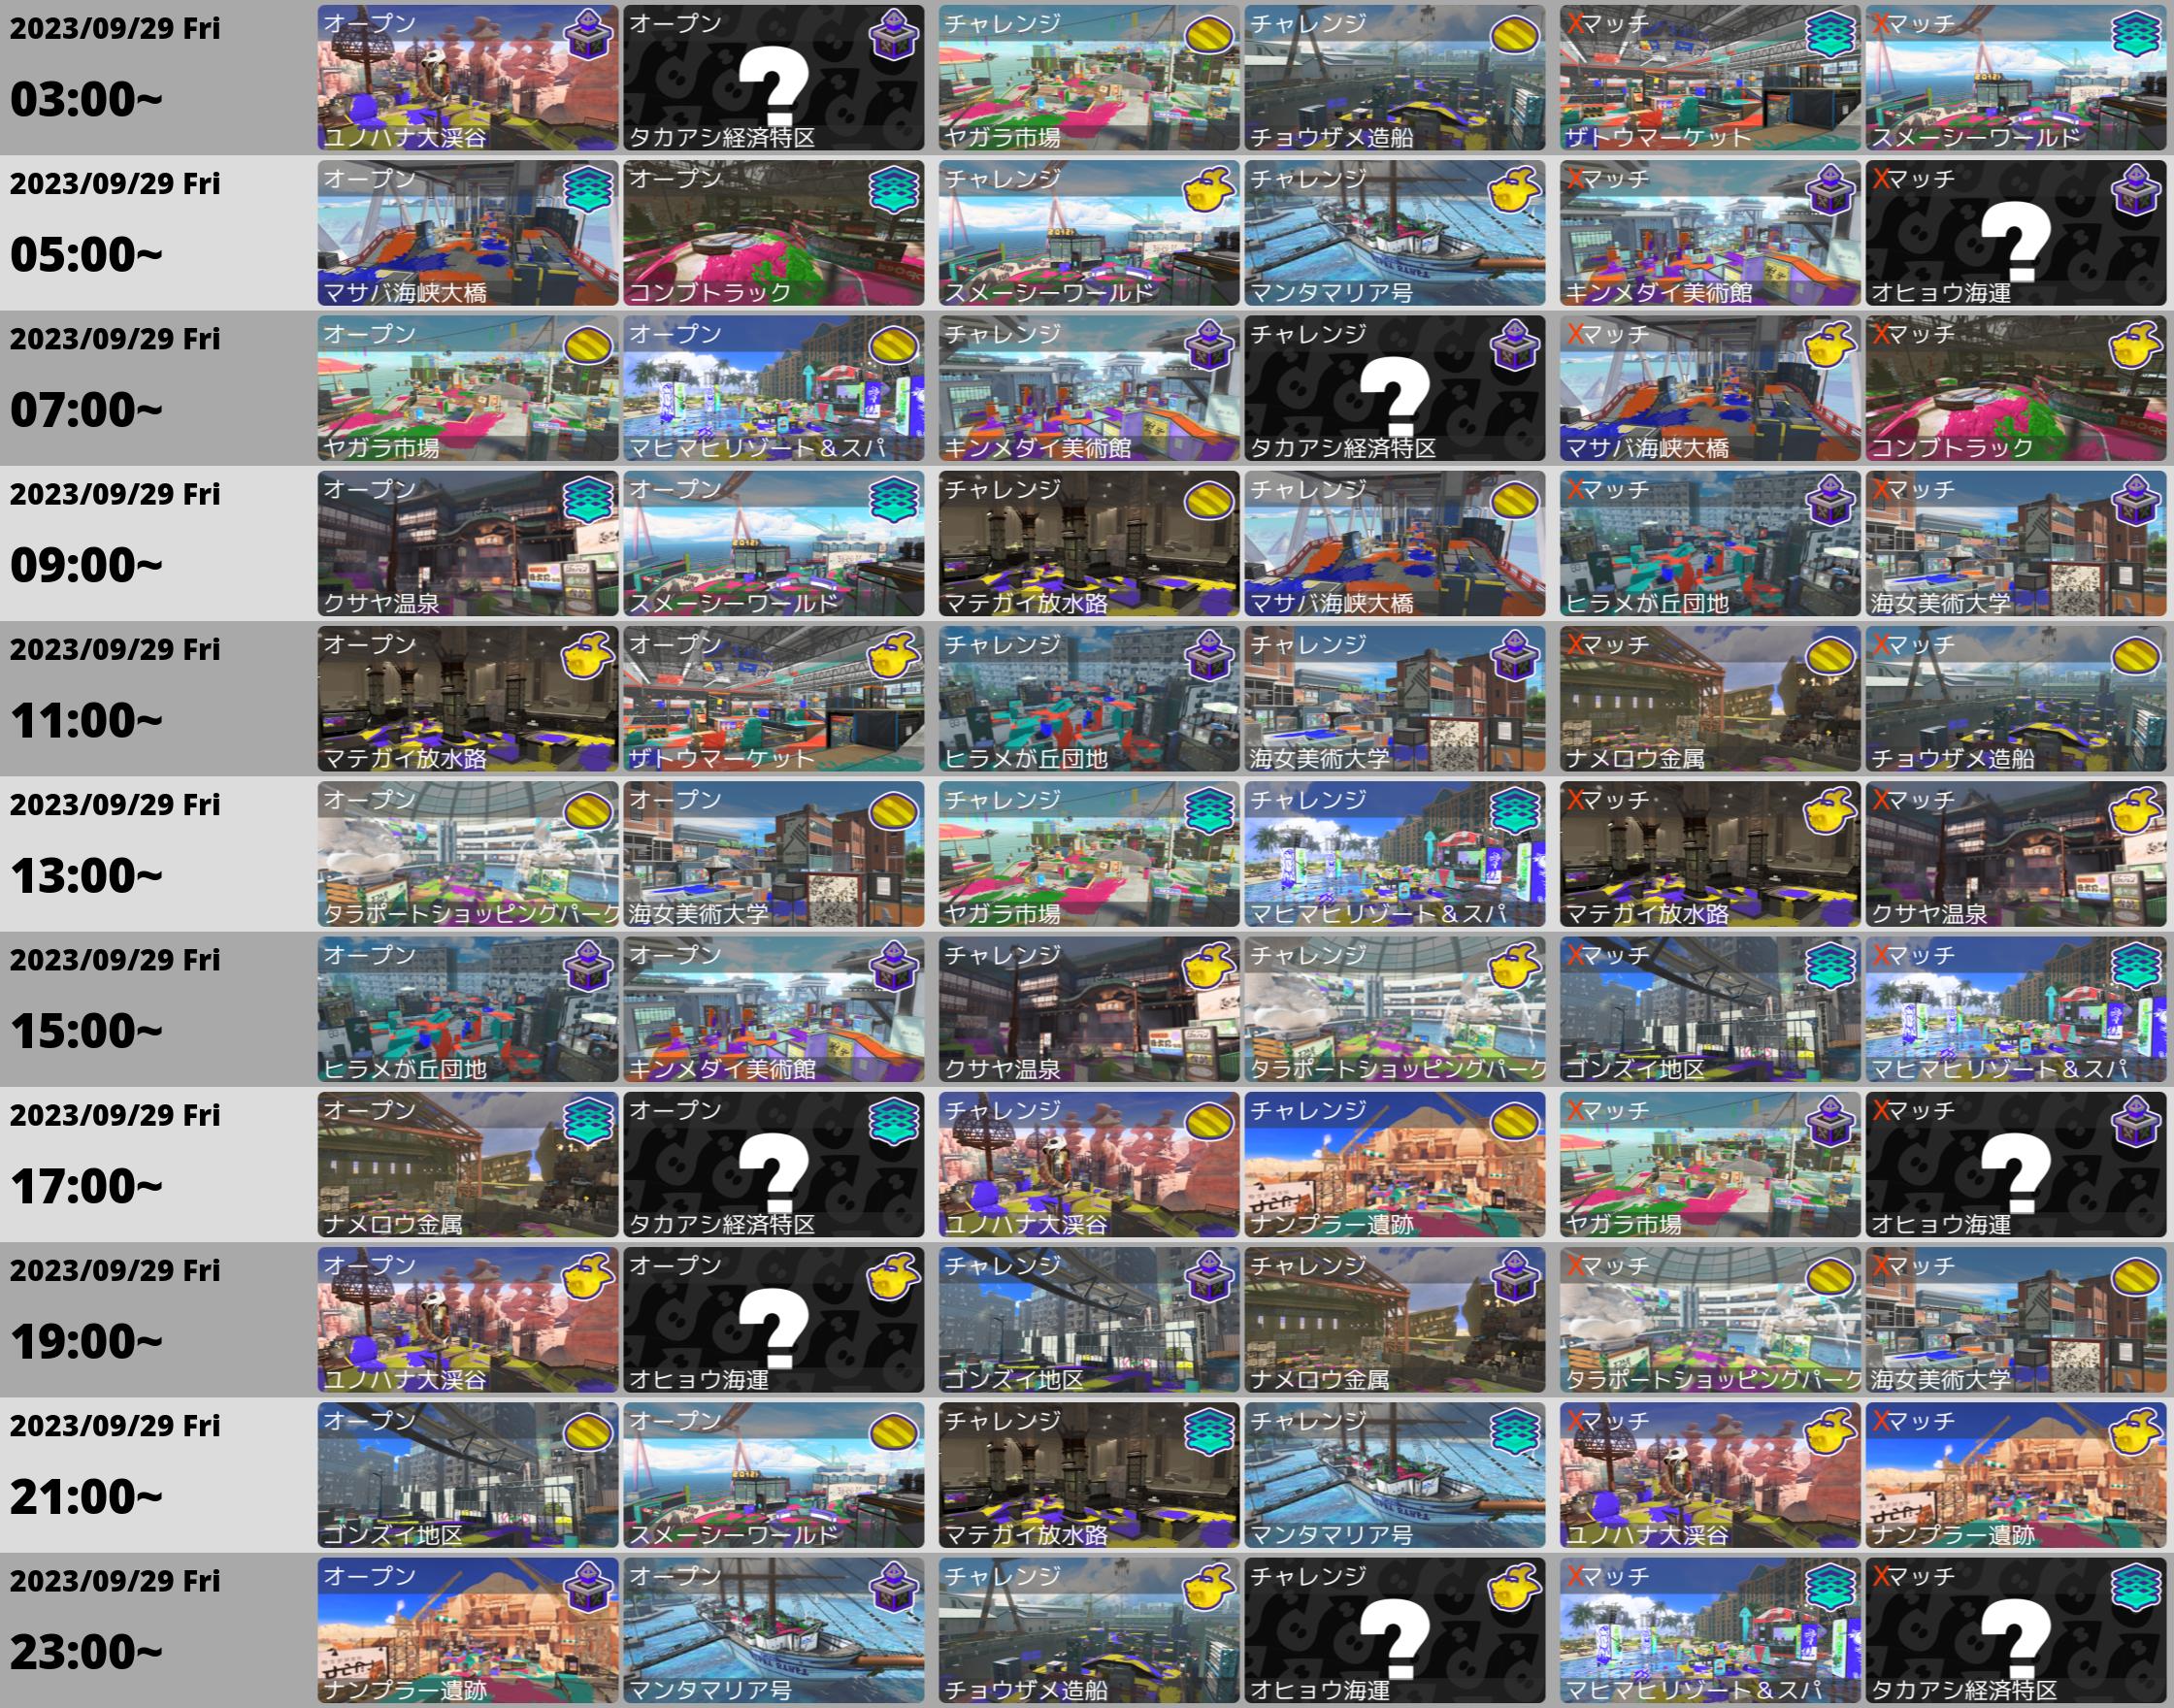 2023/09/29 Fri
03:00~
オープン
ユノハナ大渓谷
オープン
タカアシ経済特区
チャレンジ
ヤガラ市場
チャレンジ
チョウザメ造船
Xマッチ
ザトウマーケット
Xマッチ
スメーシーワールド
2023/09/29 Fri
05:00~
オープン
マサバ海峡大橋
オープン
コンブトラック
チャレンジ
スメーシーワールド
チャレンジ
マンタマリア号
Xマッチ
キンメダイ美術館
Xマッチ
オヒョウ海運
2023/09/29 Fri
07:00~
オープン
ヤガラ市場
オープン
マヒマヒリゾート＆スパ
チャレンジ
キンメダイ美術館
チャレンジ
タカアシ経済特区
Xマッチ
マサバ海峡大橋
Xマッチ
コンブトラック
2023/09/29 Fri
09:00~
オープン
クサヤ温泉
オープン
スメーシーワールド
チャレンジ
マテガイ放水路
チャレンジ
マサバ海峡大橋
Xマッチ
ヒラメが丘団地
Xマッチ
海女美術大学
2023/09/29 Fri
11:00~
オープン
マテガイ放水路
オープン
ザトウマーケット
チャレンジ
ヒラメが丘団地
チャレンジ
海女美術大学
Xマッチ
ナメロウ金属
Xマッチ
チョウザメ造船
2023/09/29 Fri
13:00~
オープン
タラポートショッピングパーク
オープン
海女美術大学
チャレンジ
ヤガラ市場
チャレンジ
マヒマヒリゾート＆スパ
Xマッチ
マテガイ放水路
Xマッチ
クサヤ温泉
2023/09/29 Fri
15:00~
オープン
ヒラメが丘団地
オープン
キンメダイ美術館
チャレンジ
クサヤ温泉
チャレンジ
タラポートショッピングパーク
Xマッチ
ゴンズイ地区
Xマッチ
マヒマヒリゾート＆スパ
2023/09/29 Fri
17:00~
オープン
ナメロウ金属
オープン
タカアシ経済特区
チャレンジ
ユノハナ大渓谷
チャレンジ
ナンプラー遺跡
Xマッチ
ヤガラ市場
Xマッチ
オヒョウ海運
2023/09/29 Fri
19:00~
オープン
ユノハナ大渓谷
オープン
オヒョウ海運
チャレンジ
ゴンズイ地区
チャレンジ
ナメロウ金属
Xマッチ
タラポートショッピングパーク
Xマッチ
海女美術大学
2023/09/29 Fri
21:00~
オープン
ゴンズイ地区
オープン
スメーシーワールド
チャレンジ
マテガイ放水路
チャレンジ
マンタマリア号
Xマッチ
ユノハナ大渓谷
Xマッチ
ナンプラー遺跡
2023/09/29 Fri
23:00~
オープン
ナンプラー遺跡
オープン
マンタマリア号
チャレンジ
チョウザメ造船
チャレンジ
オヒョウ海運
Xマッチ
マヒマヒリゾート＆スパ
Xマッチ
タカアシ経済特区